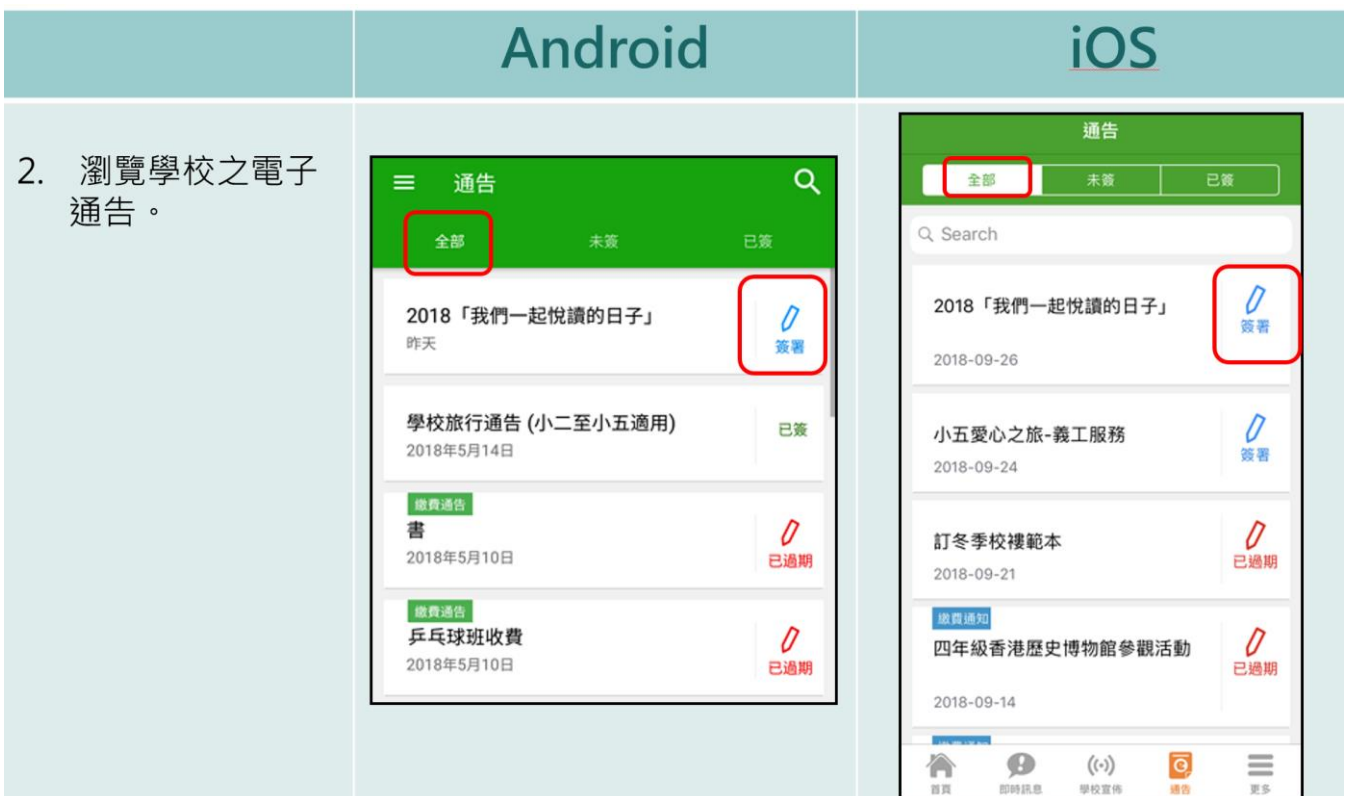 Android
iOS
2. 瀏覽學校之電子
通告。
通告
全部 未簽 已簽
2018「我們一起悅讀的日子」
昨天
簽署
學校旅行通告 (小二至小五適用)
2018年5月14日
已簽
繳費通告
書
2018年5月10日
已過期
繳費通告
乒乓球班收費
2018年5月10日
已過期
通告
全部 未簽 已簽
Search
2018「我們一起悅讀的日子」
2018-09-26
簽署
小五愛心之旅-義工服務
2018-09-24
簽署
訂冬季校褸範本
2018-09-21
已過期
繳費通知
四年級香港歷史博物館參觀活動
2018-09-14
已過期
首頁 即時訊息 學校宣佈 通告 更多